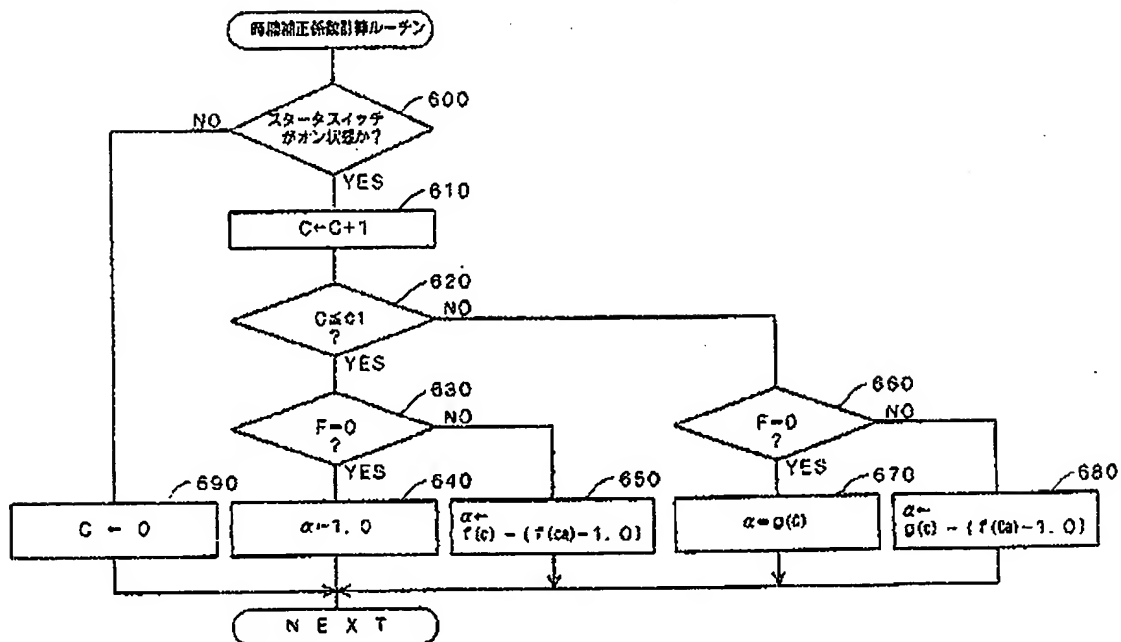 時間補正係数計算ルーチン
600
スタータスイッチ
がオン状態か?
NO
YES
610
C←C+1
620
C≦C1
?
NO
YES
630
F=0
?
NO
YES
660
F=0
?
NO
YES
690
C ← 0
640
α←1.0
650
α←
f(c)-{f(Ca)-1.0}
670
α=g(C)
680
α←
g(c)-{f(Ca)-1.0}
NEXT